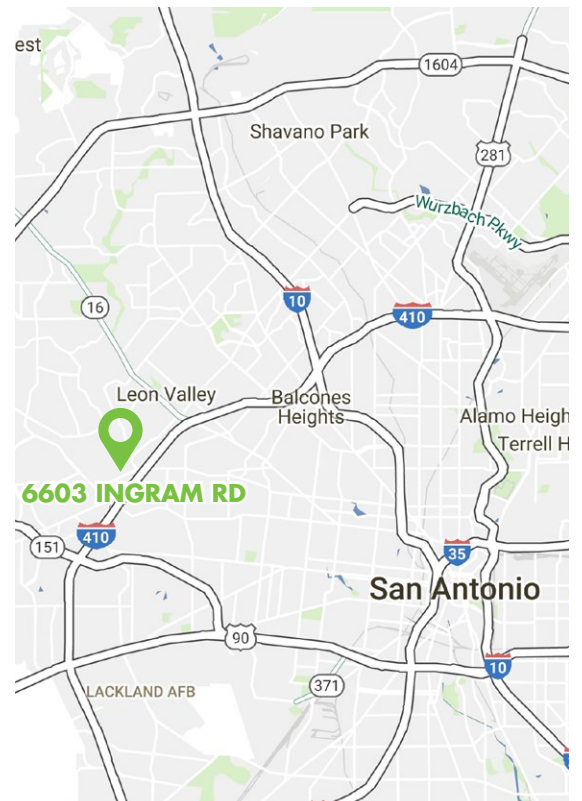 est
1604
Shavano Park
281
Wurzbach Pkwy
10
16
410
Leon Valley
Balcones
Heights
Alamo Heigh
Terrell H
6603 INGRAM RD
410
151
35
San Antonio
90
10
371
LACKLAND AFB